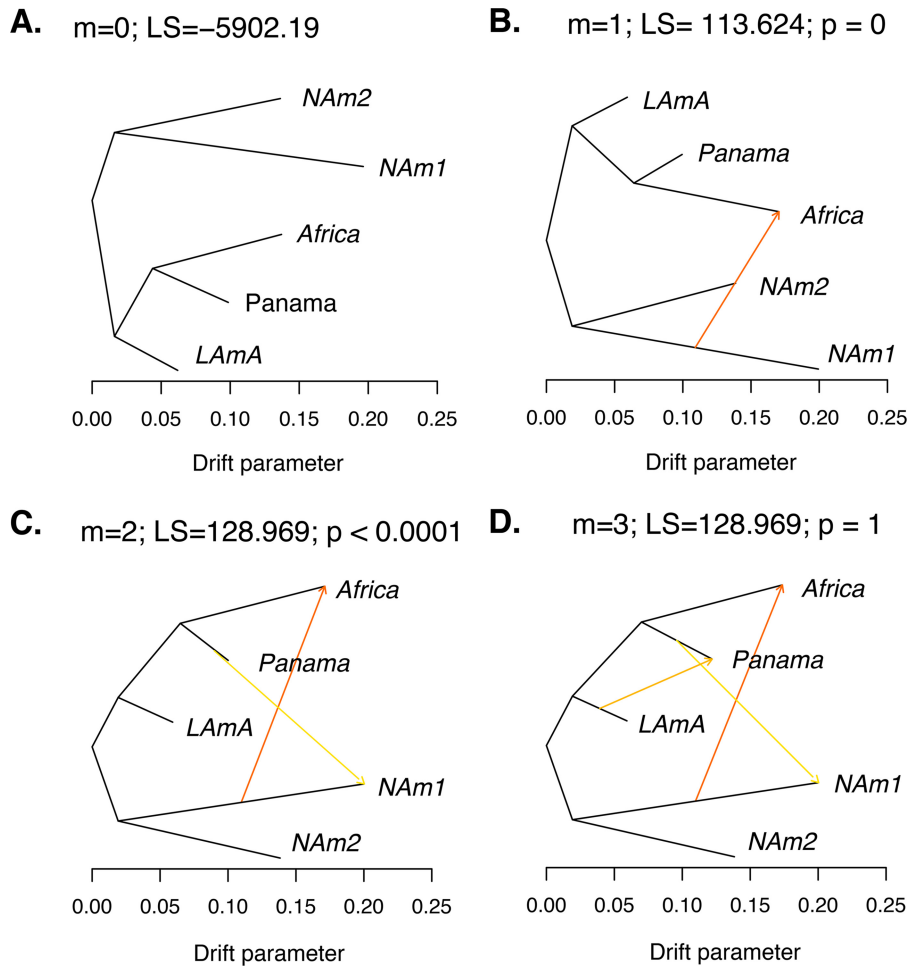 A.
m=0; LS=−5902.19
NAm2
NAm1
Africa
Panama
LAmA
0.00 0.05 0.10 0.15 0.20 0.25
Drift parameter
B.
m=1; LS= 113.624; p = 0
LAmA
Panama
Africa
NAm2
NAm1
0.00 0.05 0.10 0.15 0.20 0.25
Drift parameter
C.
m=2; LS=128.969; p < 0.0001
Africa
Panama
LAmA
NAm1
NAm2
0.00 0.05 0.10 0.15 0.20 0.25
Drift parameter
D.
m=3; LS=128.969; p = 1
Africa
Panama
LAmA
NAm1
NAm2
0.00 0.05 0.10 0.15 0.20 0.25
Drift parameter